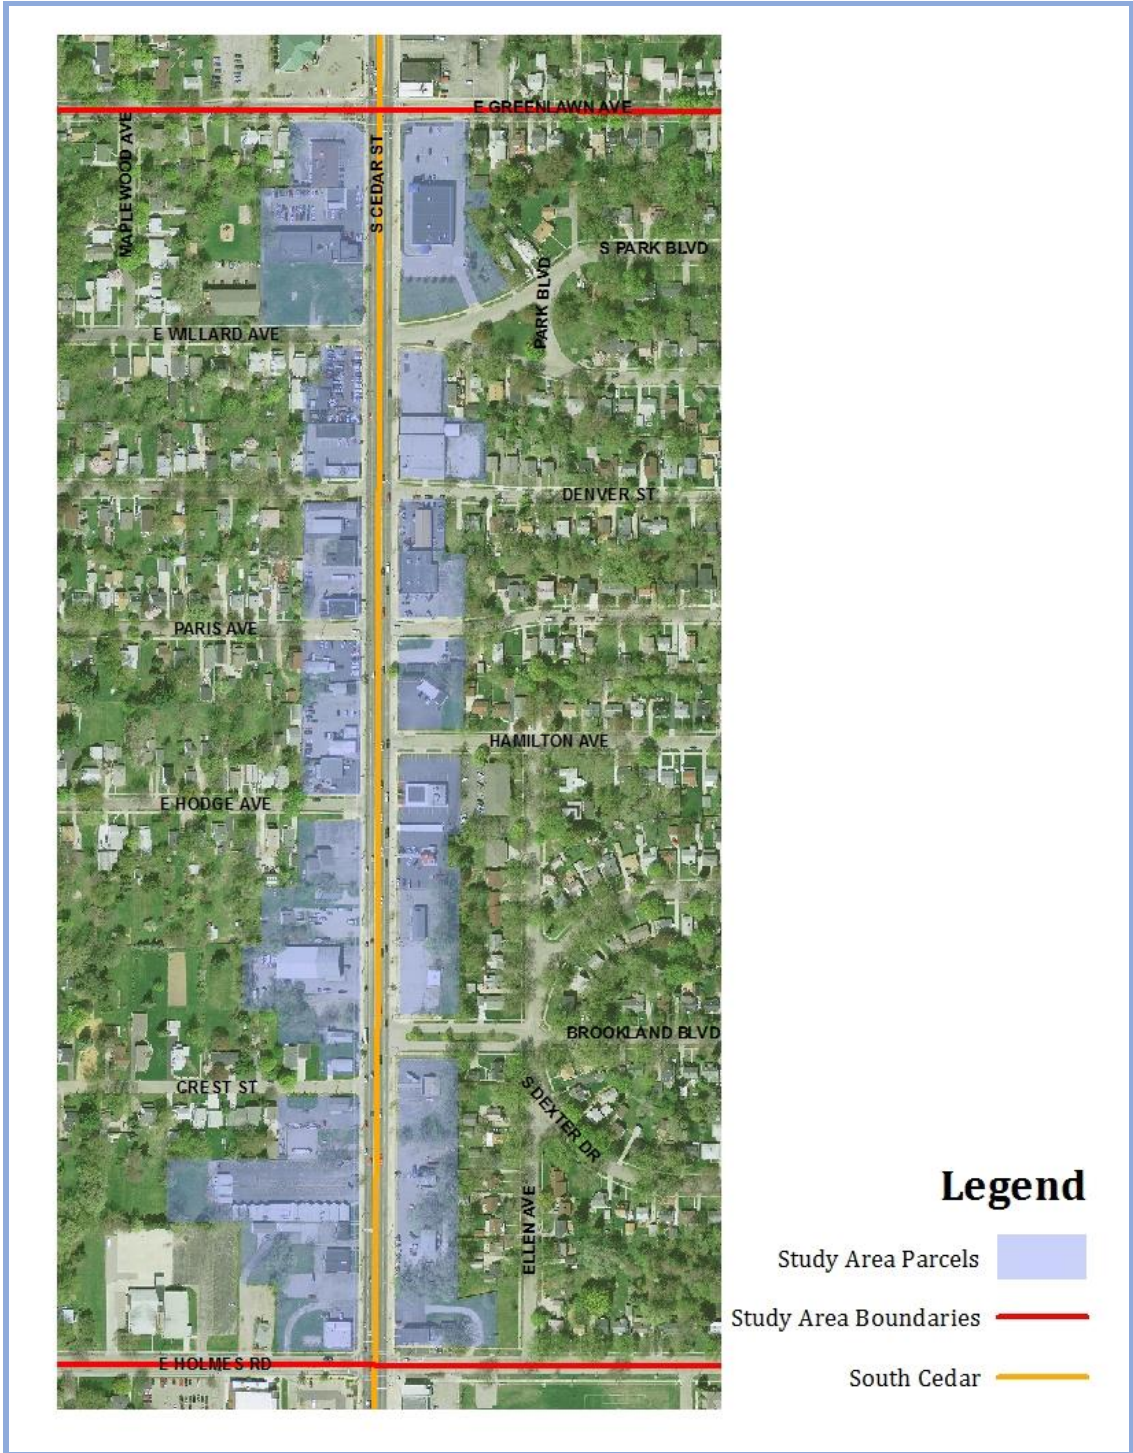 E GREENLAWN AVE
MAPLEWOOD AVE
S CEDAR ST
S PARK BLVD
PARK BLVD
E WILLARD AVE
DENVER ST
PARIS AVE
HAMILTON AVE
E HODGE AVE
BROOKLAND BLVD
CREST ST
S DEXTER DR
ELLEN AVE
E HOLMES RD
Legend
Study Area Parcels
Study Area Boundaries
South Cedar